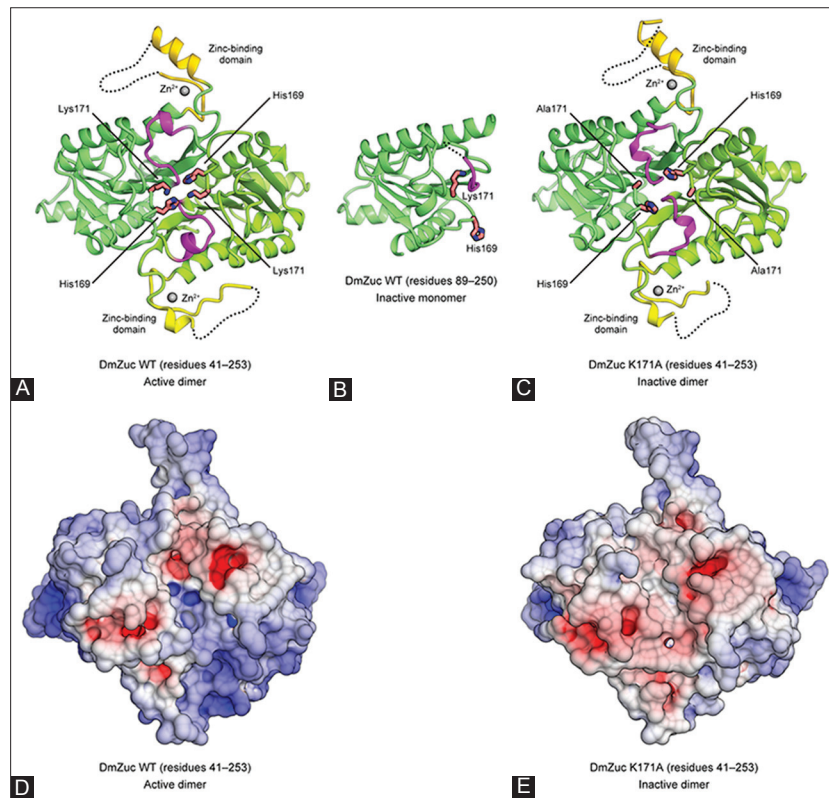 Zinc-binding
domain
Zn2+
Lys171
His169
His169
Lys171
Zn2+
Zinc-binding
domain
DmZuc WT (residues 41–253)
Active dimer
A
Lys171
His169
DmZuc WT (residues 89–250)
Inactive monomer
B
Zinc-binding
domain
Zn2+
Ala171
His169
His169
Ala171
Zn2+
Zinc-binding
domain
DmZuc K171A (residues 41–253)
Inactive dimer
C
DmZuc WT (residues 41–253)
Active dimer
D
DmZuc K171A (residues 41–253)
Inactive dimer
E